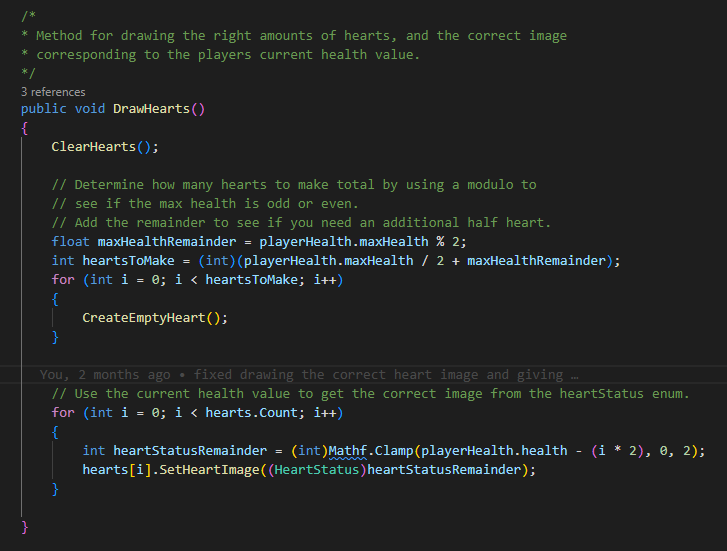 /*
* Method for drawing the right amounts of hearts, and the correct image
* corresponding to the players current health value.
*/
3 references
public void DrawHearts()
{
ClearHearts();
// Determine how many hearts to make total by using a modulo to
// see if the max health is odd or even.
// Add the remainder to see if you need an additional half heart.
float maxHealthRemainder = playerHealth.maxHealth % 2;
int heartsToMake = (int)(playerHealth.maxHealth / 2 + maxHealthRemainder);
for (int i = 0; i < heartsToMake; i++)
{
CreateEmptyHeart();
}
You, 2 months ago • fixed drawing the correct heart image and giving …
// Use the current health value to get the correct image from the heartStatus enum.
for (int i = 0; i < hearts.Count; i++)
{
int heartStatusRemainder = (int)Mathf.Clamp(playerHealth.health - (i * 2), 0, 2);
hearts[i].SetHeartImage((HeartStatus)heartStatusRemainder);
}
}